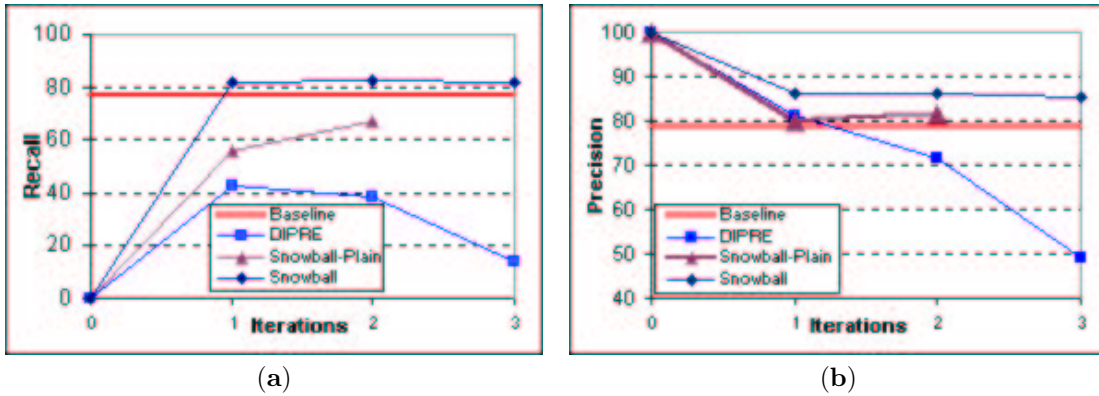 100
80
60
40
20
0
Recall
Baseline
DIPRE
Snowball-Plain
Snowball
0
1
2
3
Iterations
(a)
100
90
80
70
60
50
40
Precision
Baseline
DIPRE
Snowball-Plain
Snowball
0
1
2
3
Iterations
(b)